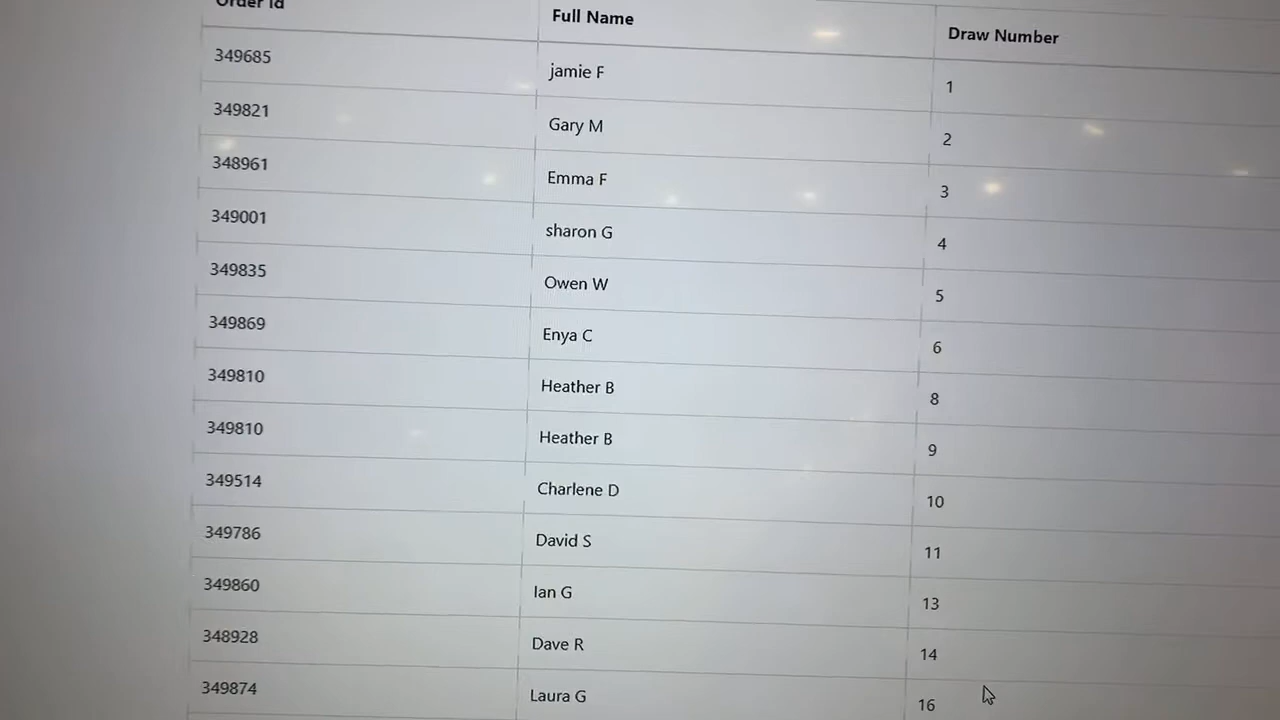 Order Id Full Name Draw Number
349685 jamie F 1
349821 Gary M 2
348961 Emma F 3
349001 sharon G 4
349835 Owen W 5
349869 Enya C 6
349810 Heather B 8
349810 Heather B 9
349514 Charlene D 10
349786 David S 11
349860 Ian G 13
348928 Dave R 14
349874 Laura G 16